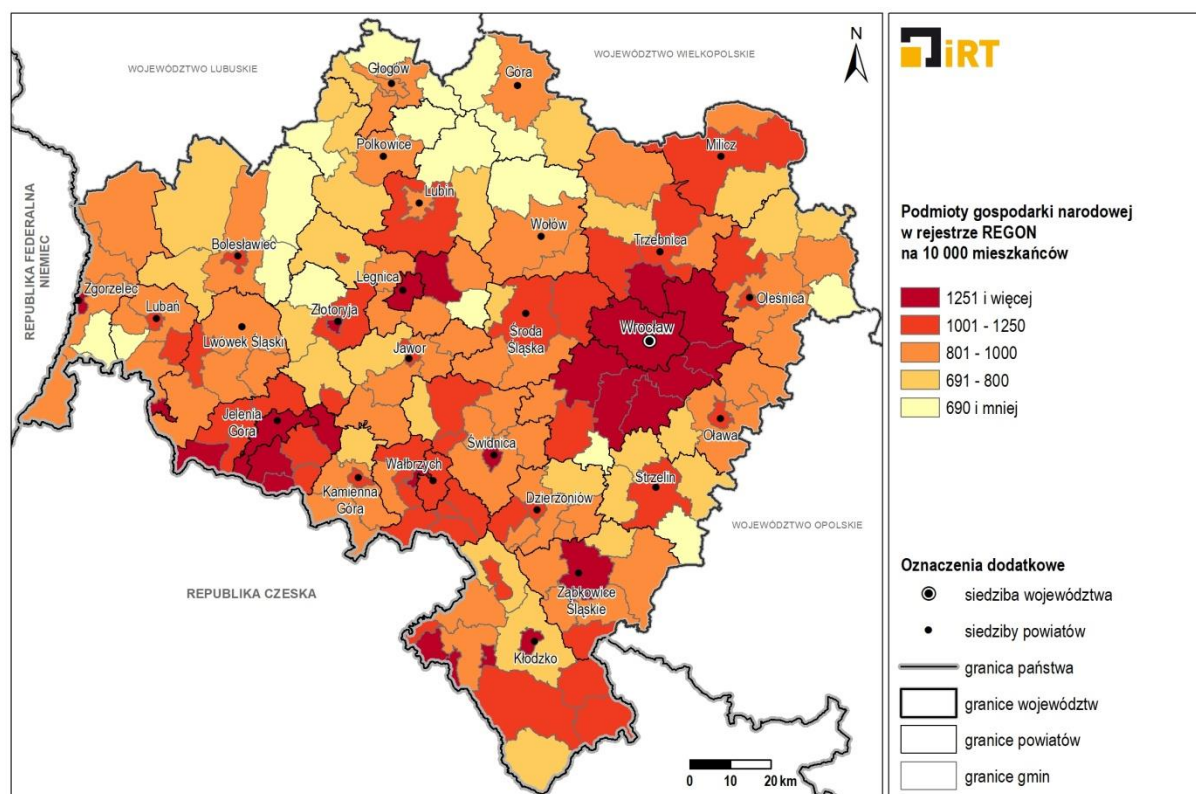 WOJEWÓDZTWO LUBUSKIE
WOJEWÓDZTWO WIELKOPOLSKIE
N
Głogów
Góra
Polkowice
Milicz
REPUBLIKA FEDERALNA
NIEMIEC
Lubin
Wołów
Bolesławiec
Trzebnica
Legnica
Zgorzelec
Lubań
Złotoryja
Oleśnica
Środa
Śląska
Wrocław
Lwówek Śląski
Jawor
Jelenia
Góra
Oława
Świdnica
Wałbrzych
Strzelin
Kamienna
Góra
Dzierżoniów
WOJEWÓDZTWO OPOLSKIE
REPUBLIKA CZESKA
Ząbkowice
Śląskie
Kłodzko
0 10 20 km
iRT
Podmioty gospodarki narodowej
w rejestrze REGON
na 10 000 mieszkańców
1251 i więcej
1001 - 1250
801 - 1000
691 - 800
690 i mniej
Oznaczenia dodatkowe
siedziba województwa
siedziby powiatów
granica państwa
granice województw
granice powiatów
granice gmin